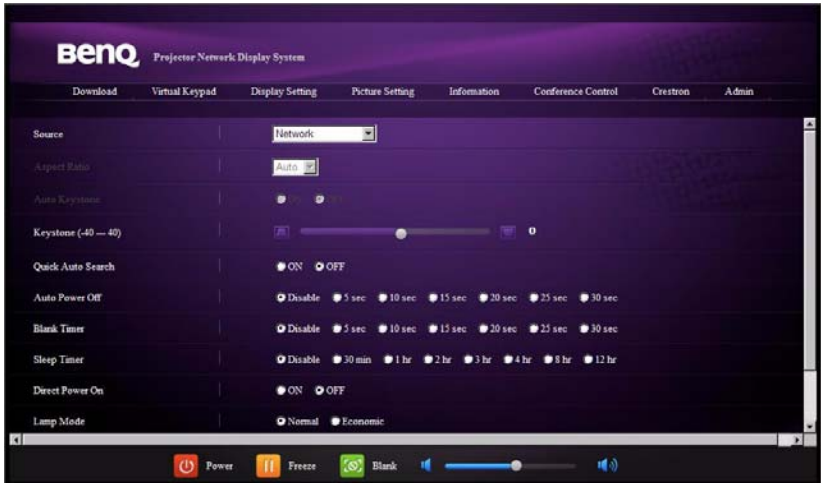 BenQ Projector Network Display System
Download Virtual Keypad Display Setting Picture Setting Information Conference Control Crestron Admin
Source Network
Aspect Ratio Auto
Auto Keystone
Keystone (-40 — 40) 0
Quick Auto Search ON OFF
Auto Power Off Disable 5 sec 10 sec 15 sec 20 sec 25 sec 30 sec
Blank Timer Disable 5 sec 10 sec 15 sec 20 sec 25 sec 30 sec
Sleep Timer Disable 30 min 1 hr 2 hr 3 hr 4 hr 8 hr 12 hr
Direct Power On ON OFF
Lamp Mode Normal Economic
Power Freeze Blank